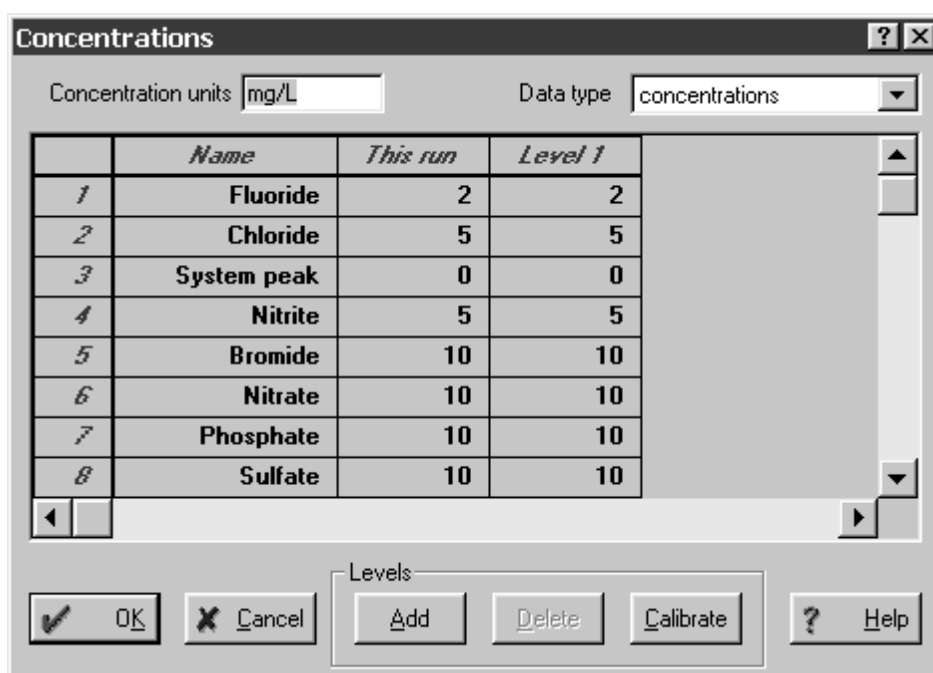 Concentrations ? X
Concentration units mg/L Data type concentrations
Name This run Level 1
1 Fluoride 2 2
2 Chloride 5 5
3 System peak 0 0
4 Nitrite 5 5
5 Bromide 10 10
6 Nitrate 10 10
7 Phosphate 10 10
8 Sulfate 10 10
Levels
OK Cancel Add Delete Calibrate ? Help